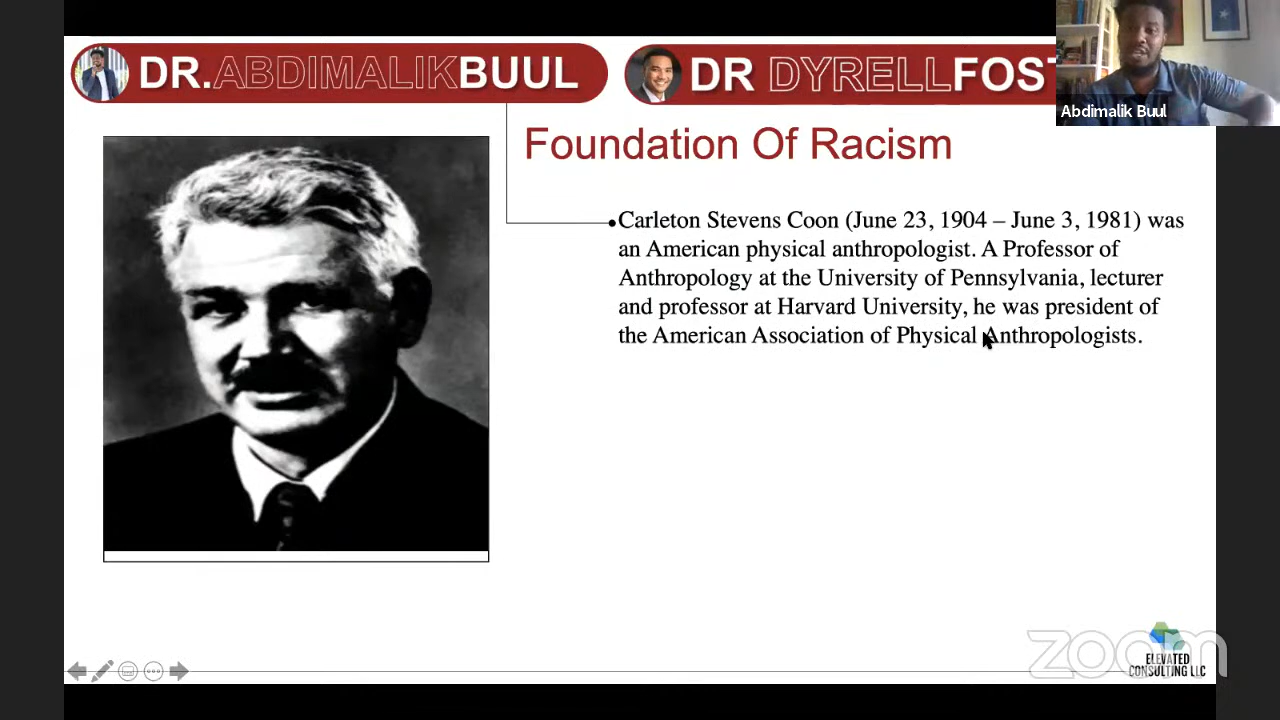 DR.ABDIMALIKBUUL
DR DYRELLFOST
Abdimalik Buul
Foundation Of Racism
•Carleton Stevens Coon (June 23, 1904 – June 3, 1981) was
an American physical anthropologist. A Professor of
Anthropology at the University of Pennsylvania, lecturer
and professor at Harvard University, he was president of
the American Association of Physical Anthropologists.
zoom
ELEVATED
CONSULTING LLC